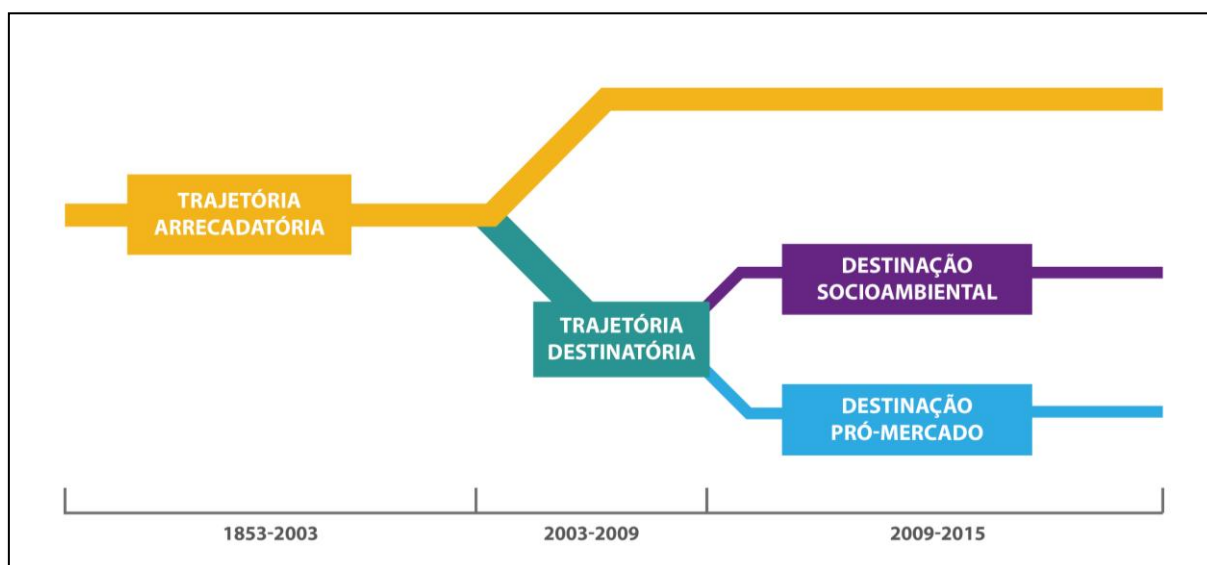 TRAJETÓRIA
ARRECADATÓRIA
DESTINAÇÃO
SOCIOAMBIENTAL
TRAJETÓRIA
DESTINATÓRIA
DESTINAÇÃO
PRÓ-MERCADO
1853-2003
2003-2009
2009-2015